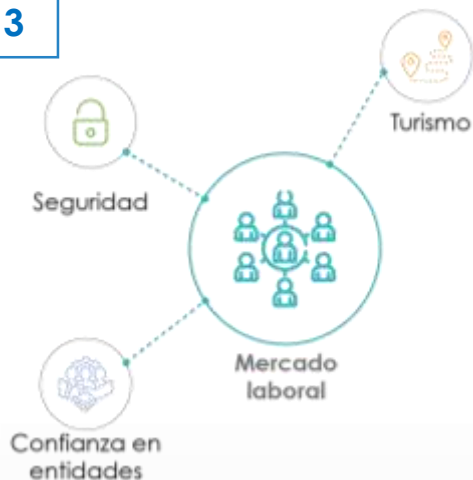 3
Turismo
Seguridad
Mercado
laboral
Confianza en
entidades